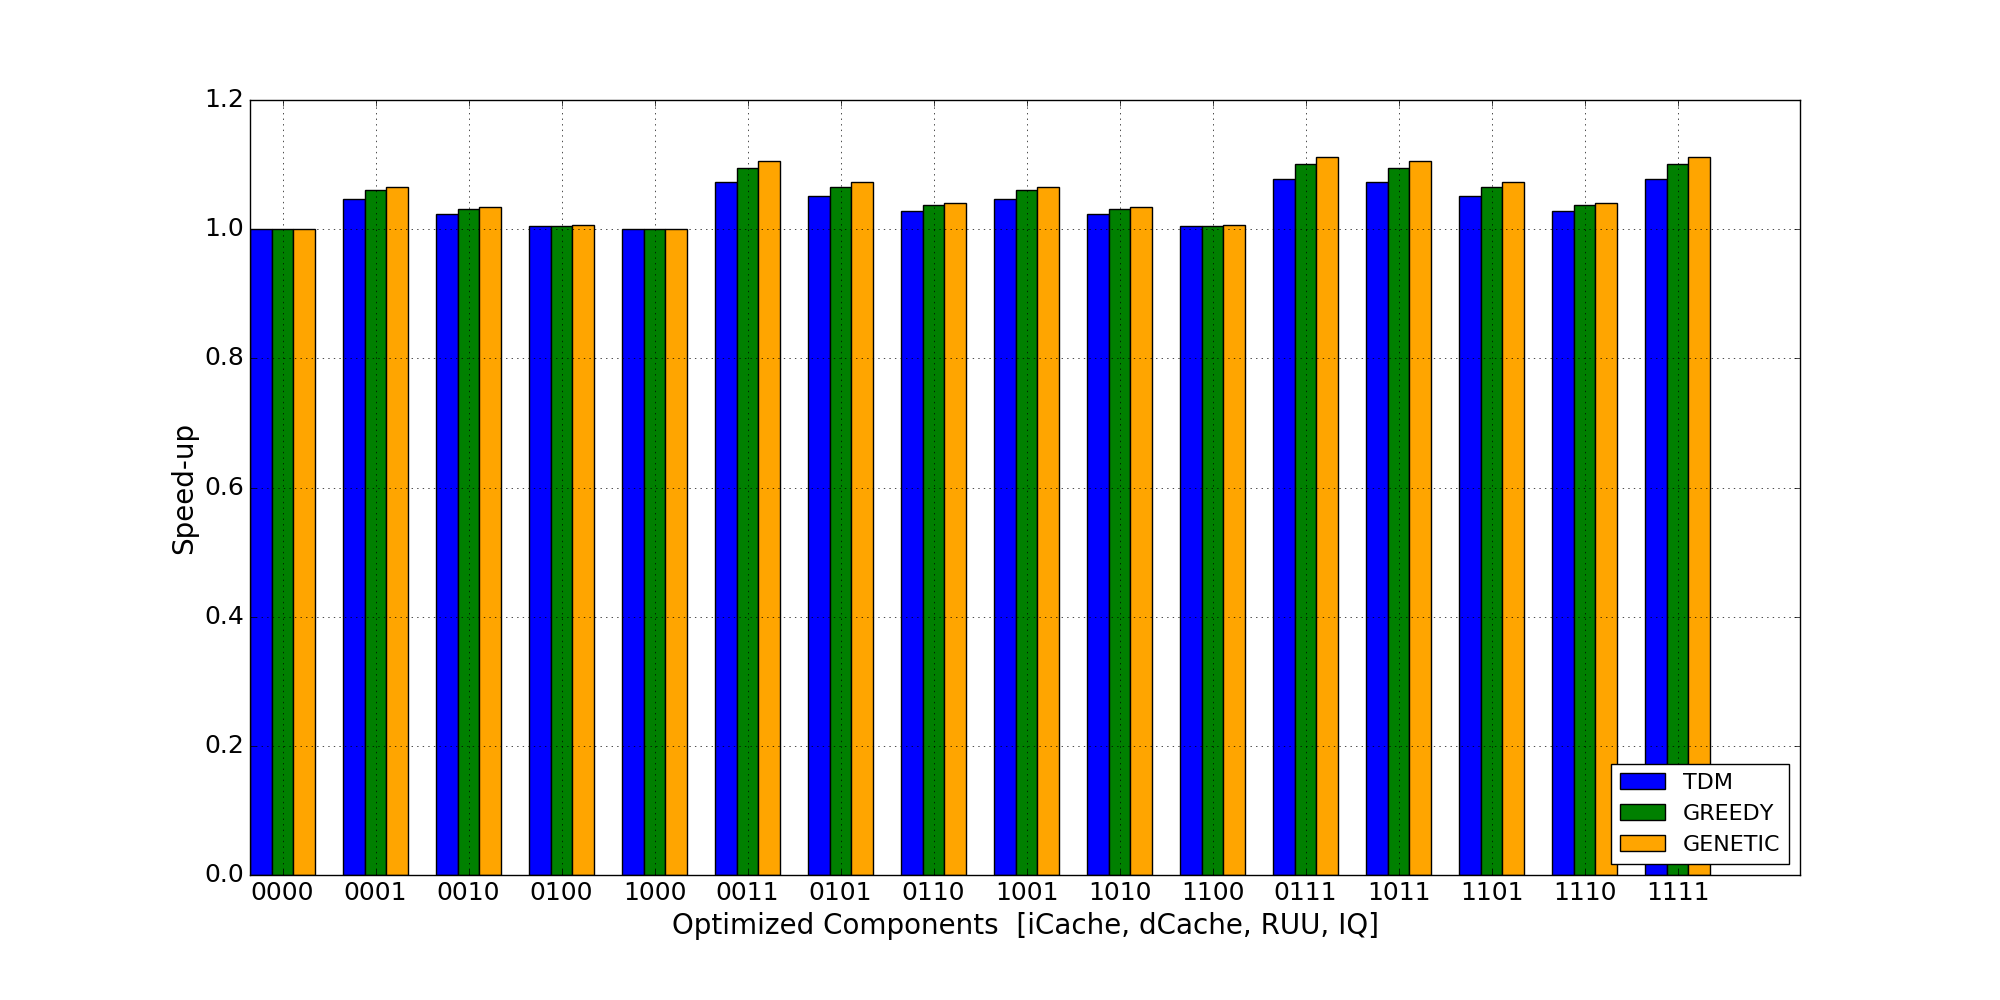 1.2
1.0
0.8
0.6
0.4
0.2
0.0
Speed-up
TDM
GREEDY
GENETIC
0000 0001 0010 0100 1000 0011 0101 0110 1001 1010 1100 0111 1011 1101 1110 1111
Optimized Components [iCache, dCache, RUU, IQ]